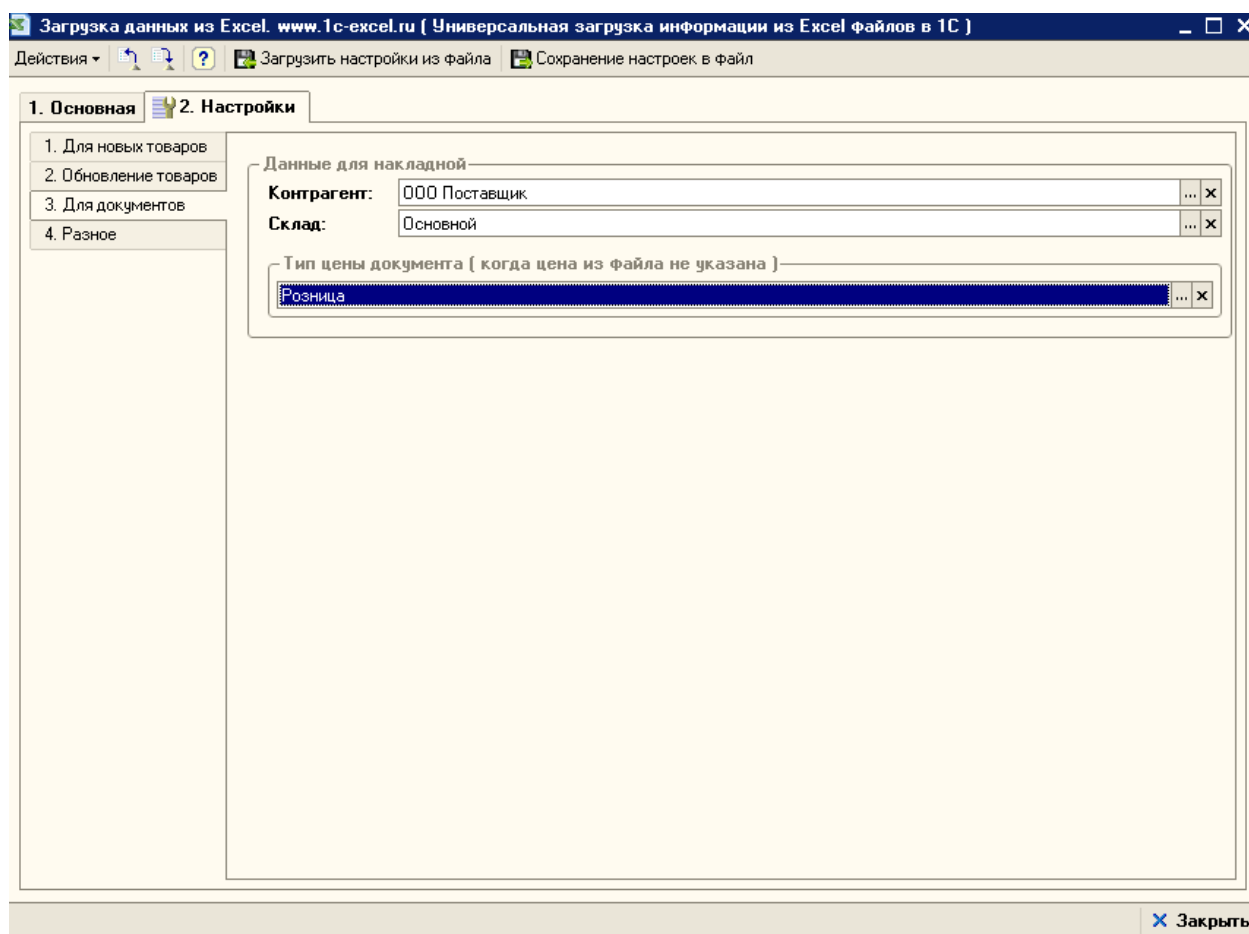 Загрузка данных из Excel. www.1c-excel.ru ( Универсальная загрузка информации из Excel файлов в 1С )
Действия ? Загрузить настройки из файла Сохранение настроек в файл
1. Основная 2. Настройки
1. Для новых товаров
2. Обновление товаров
3. Для документов
4. Разное
Данные для накладной
Контрагент: ООО Поставщик ... x
Склад: Основной ... x
Тип цены документа ( когда цена из файла не указана )
Розница ... x
Закрыть